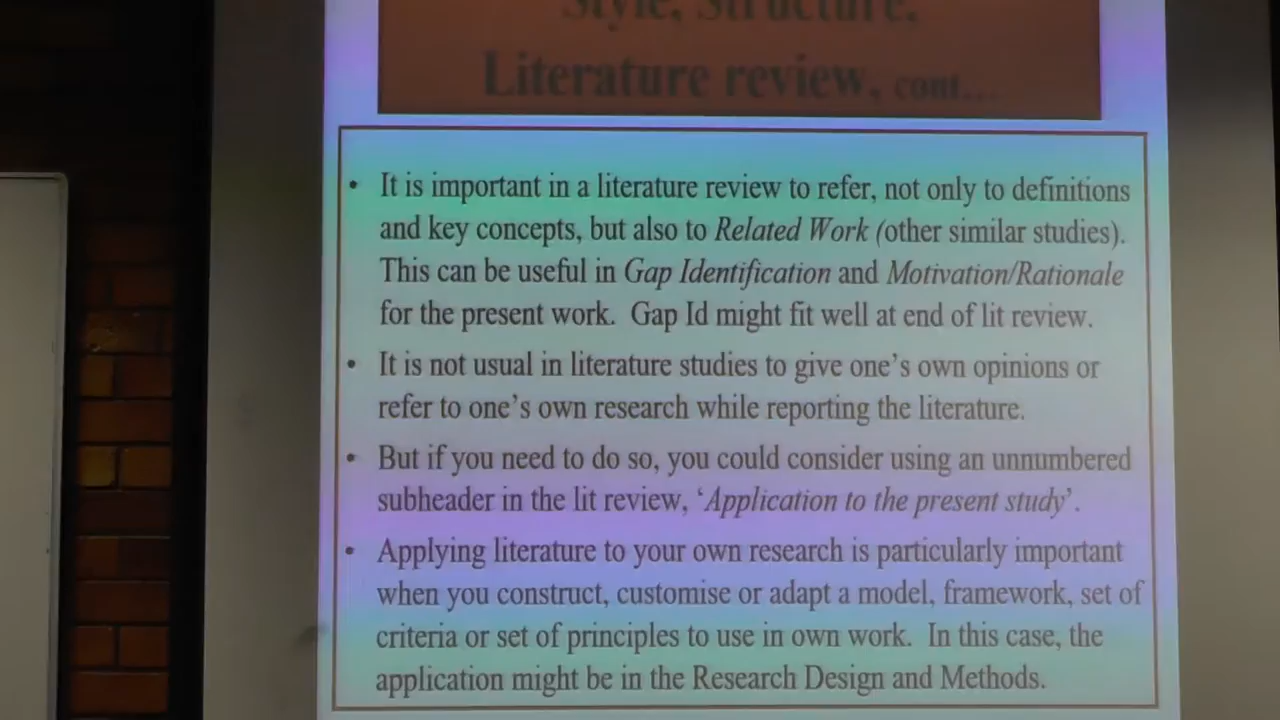 Style, Structure,
Literature review, cont...
• It is important in a literature review to refer, not only to definitions
and key concepts, but also to Related Work (other similar studies).
This can be useful in Gap Identification and Motivation/Rationale
for the present work. Gap Id might fit well at end of lit review.
• It is not usual in literature studies to give one’s own opinions or
refer to one’s own research while reporting the literature.
• But if you need to do so, you could consider using an unnumbered
subheader in the lit review, ‘Application to the present study’.
• Applying literature to your own research is particularly important
when you construct, customise or adapt a model, framework, set of
criteria or set of principles to use in own work. In this case, the
application might be in the Research Design and Methods.